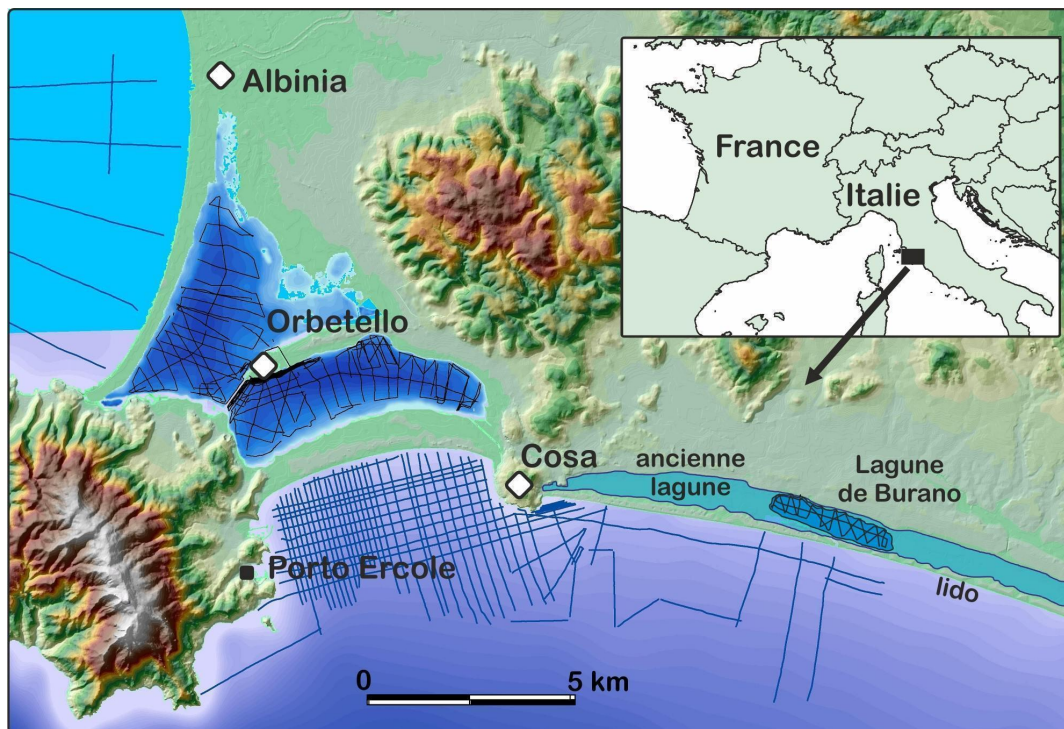 Albinia
France
Italie
Orbetello
Cosa
ancienne
lagune
Lagune
de Burano
Porto Ercole
lido
0
5 km